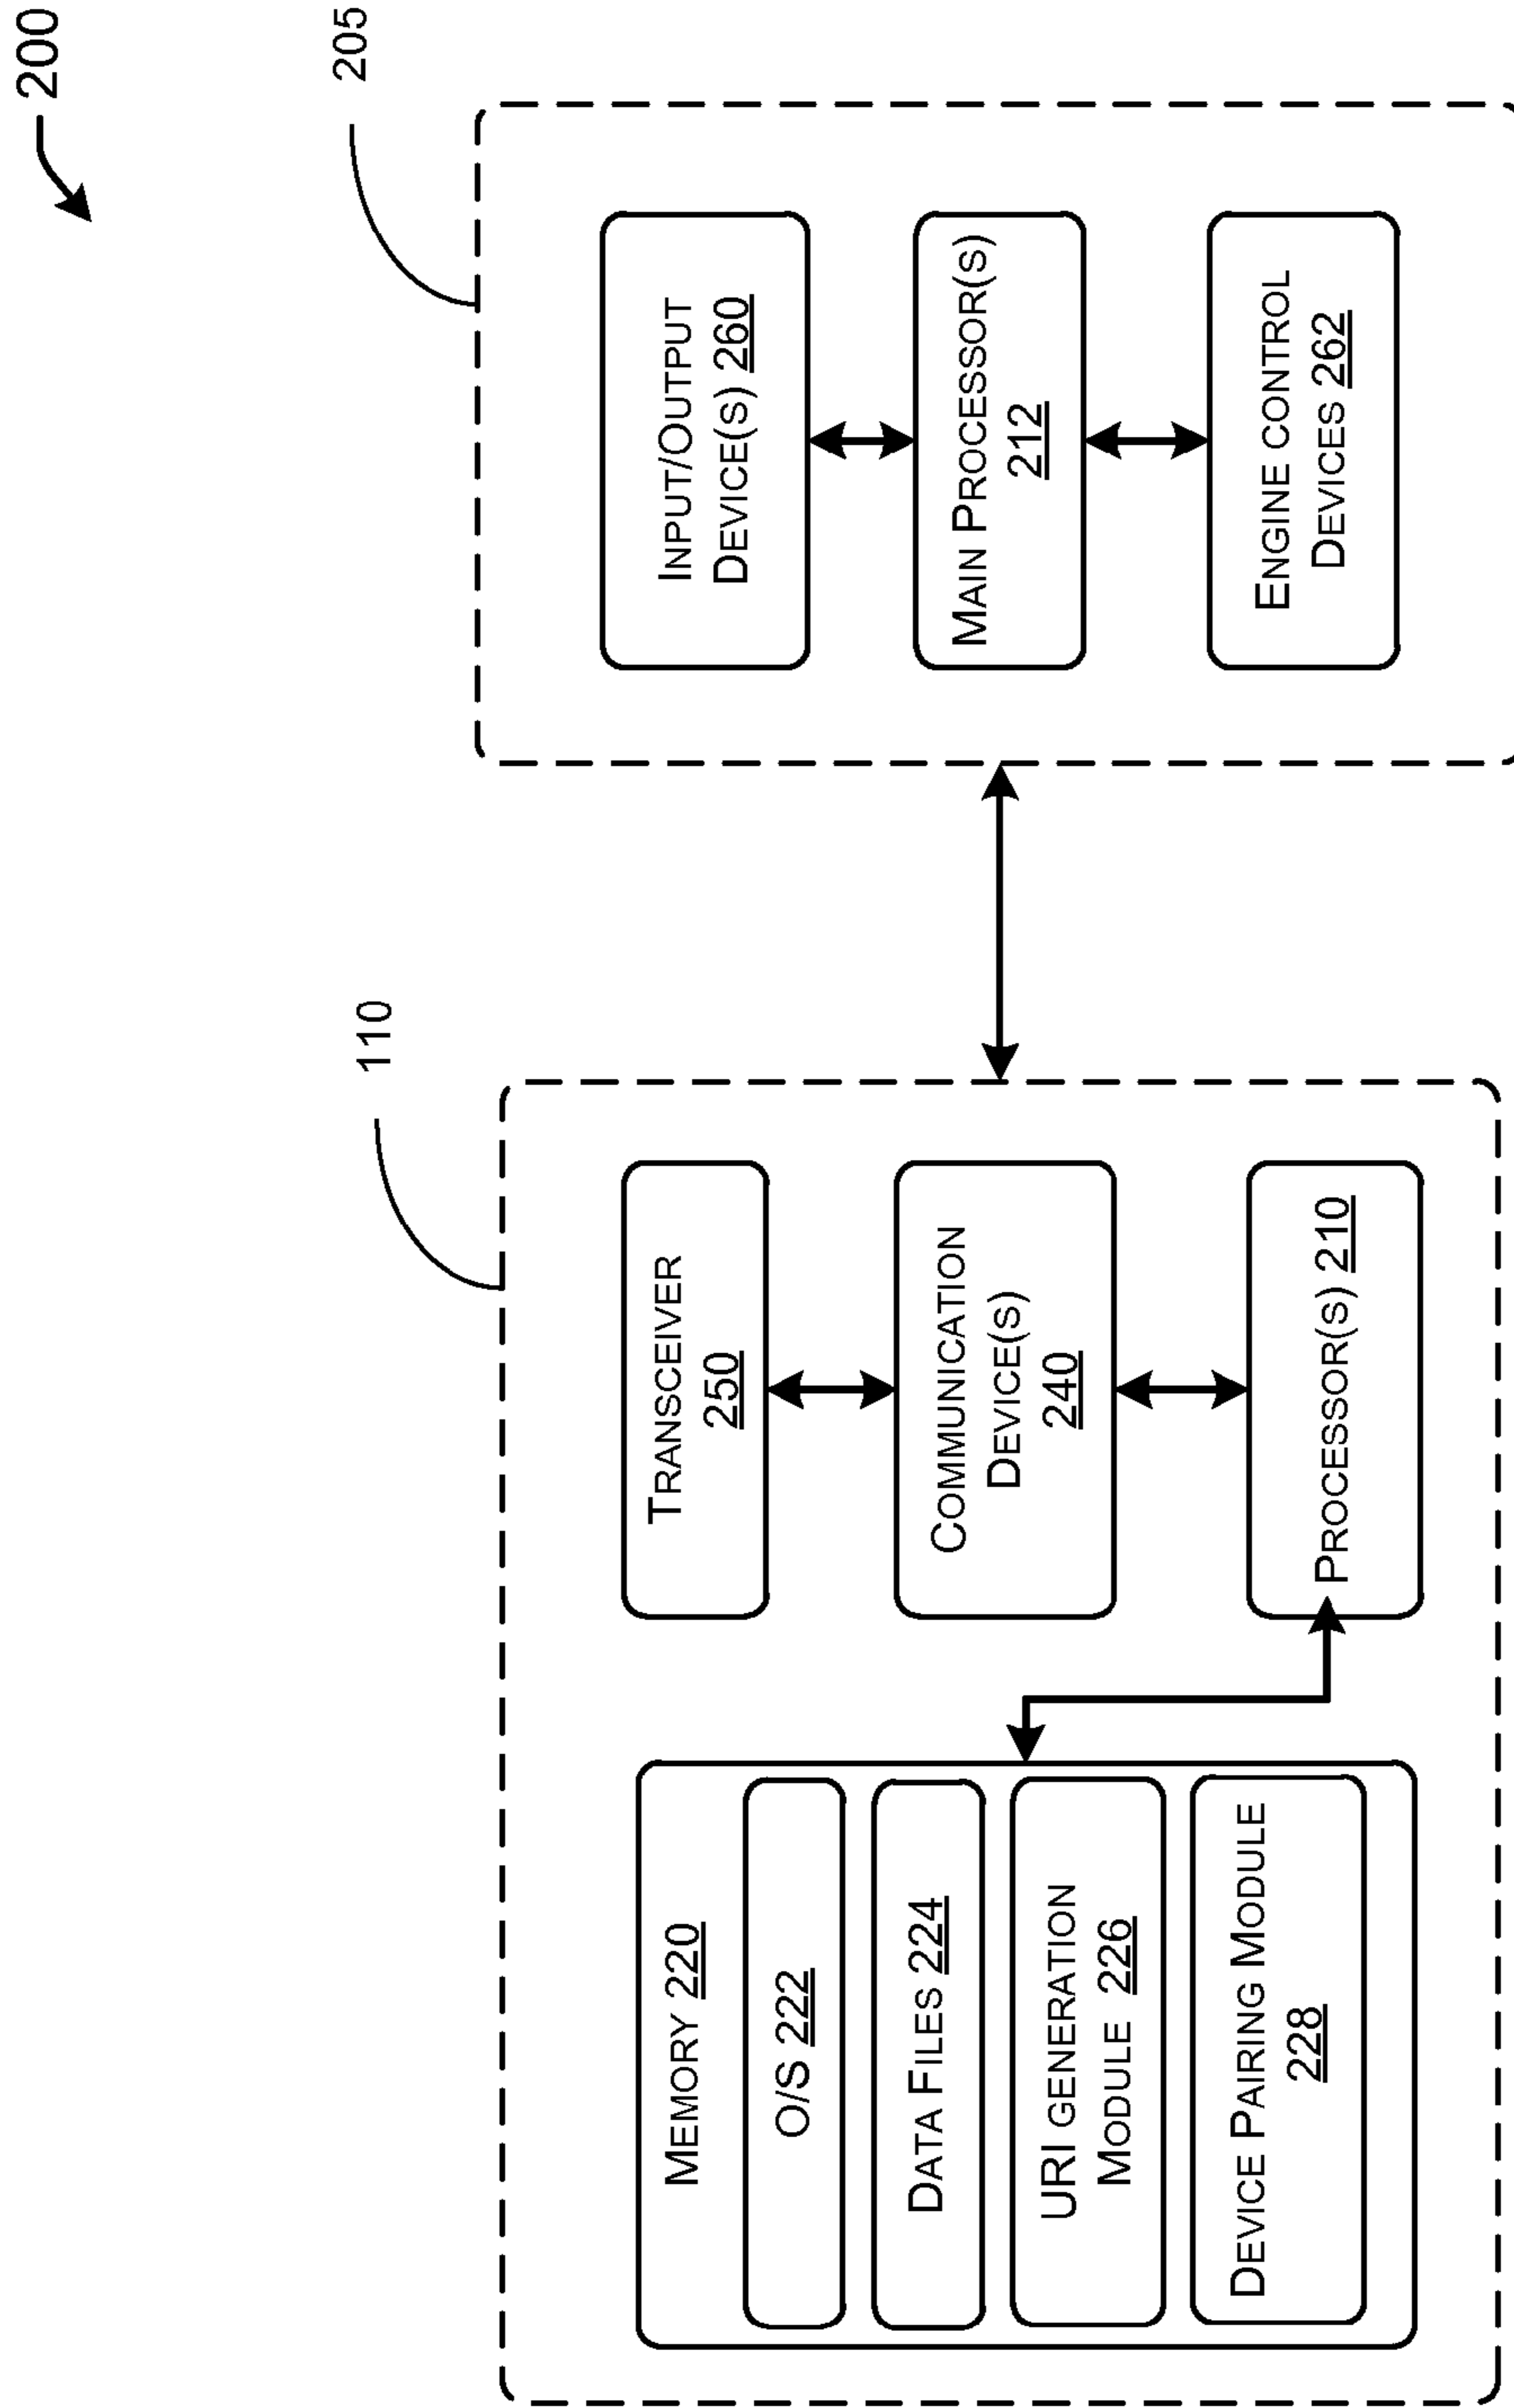 200
205
110
MEMORY 220
O/S 222
DATA FILES 224
URI GENERATION
MODULE 226
DEVICE PAIRING MODULE
228
TRANSCEIVER
250
COMMUNICATION
DEVICE(S)
240
PROCESSOR(S) 210
INPUT/OUTPUT
DEVICE(S) 260
MAIN PROCESSOR(S)
212
ENGINE CONTROL
DEVICES 262